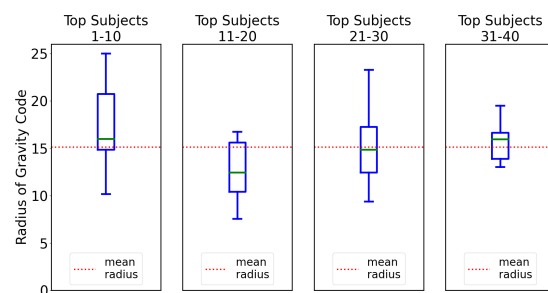 Top Subjects
1-10
Top Subjects
11-20
Top Subjects
21-30
Top Subjects
31-40
Radius of Gravity Code
25
20
15
10
5
0
mean
radius
mean
radius
mean
radius
mean
radius